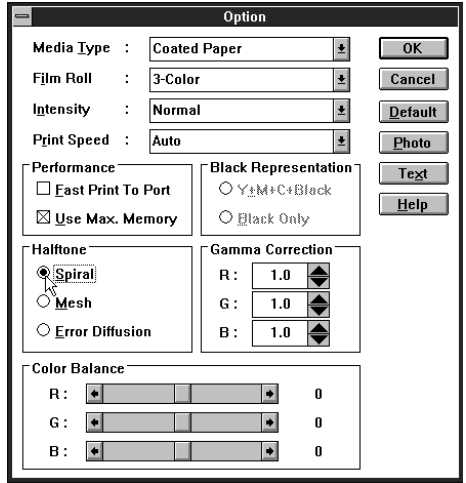 Option
Media Type : Coated Paper OK
Film Roll : 3-Color Cancel
Intensity : Normal Default
Print Speed : Auto Photo
Text
Help
Performance
Fast Print To Port
Use Max. Memory
Black Representation
Y+M+C+Black
Black Only
Halftone
Spiral
Mesh
Error Diffusion
Gamma Correction
R : 1.0
G : 1.0
B : 1.0
Color Balance
R : 0
G : 0
B : 0